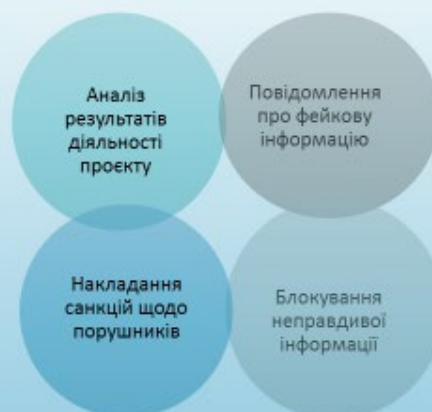 Аналіз
результатів
діяльності
проєкту
Повідомлення
про фейкову
інформацію
Накладання
санкцій щодо
порушників
Блокування
неправдивої
інформації